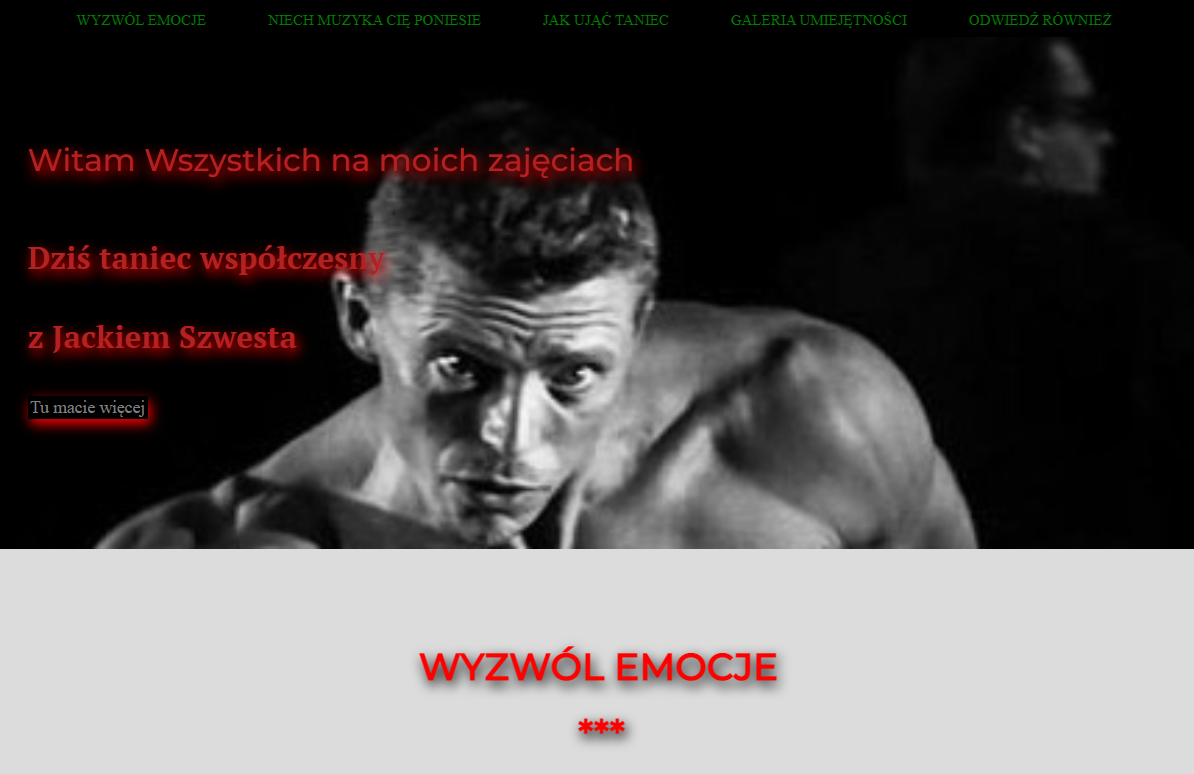 WYZWÓL EMOCJE NIECH MUZYKA CIĘ PONIESIE JAK UJĄĆ TANIEC GALERIA UMIEJĘTNOŚCI ODWIEDŹ RÓWNIEŻ
Witam Wszystkich na moich zajęciach
Dziś taniec współczesny
z Jackiem Szwesta
Tu macie więcej
WYZWÓL EMOCJE
***